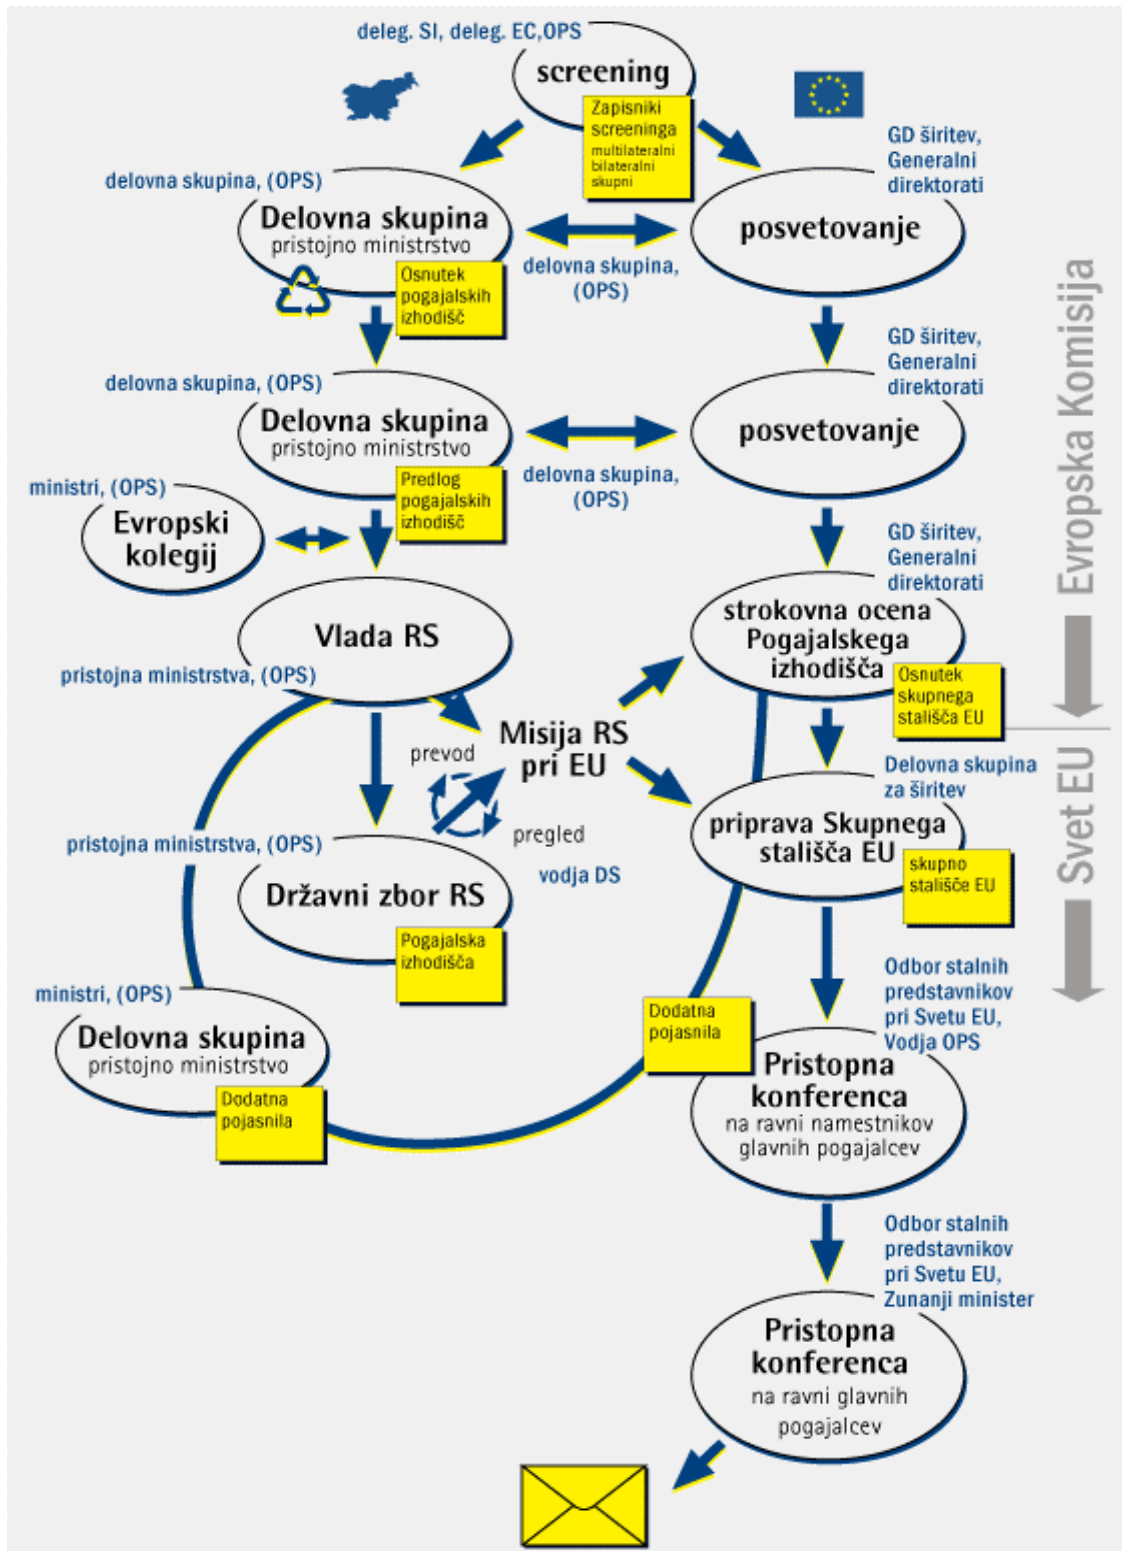 deleg. SI, deleg. EC,OPS
screening
Zapisniki
screeninga
multilateralni
bilateralni
skupni
GD širitev,
Generalni
direktorati
delovna skupina, (OPS)
Delovna skupina
pristojno ministrstvo
Osnutek
pogajalskih
izhodišč
delovna skupina,
(OPS)
posvetovanje
Evropska Komisija
GD širitev,
Generalni
direktorati
delovna skupina, (OPS)
Delovna skupina
pristojno ministrstvo
Predlog
pogajalskih
izhodišč
delovna skupina,
(OPS)
posvetovanje
ministri, (OPS)
Evropski
kolegij
GD širitev,
Generalni
direktorati
Vlada RS
pristojna ministrstva, (OPS)
strokovna ocena
Pogajalskega
izhodišča
Osnutek
skupnega
stališča EU
Misija RS
pri EU
prevod
pregled
vodja DS
Svet EU
Delovna skupina
za širitev
priprava Skupnega
stališča EU
skupno
stališče EU
pristojna ministrstva, (OPS)
Državni zbor RS
Pogajalska
izhodišča
ministri, (OPS)
Delovna skupina
pristojno ministrstvo
Dodatna
pojasnila
Odbor stalnih
predstavnikov
pri Svetu EU,
Vodja OPS
Dodatna
pojasnila
Pristopna
konferenca
na ravni namestnikov
glavnih pogajalcev
Odbor stalnih
predstavnikov
pri Svetu EU,
Zunanji minister
Pristopna
konferenca
na ravni glavnih
pogajalcev